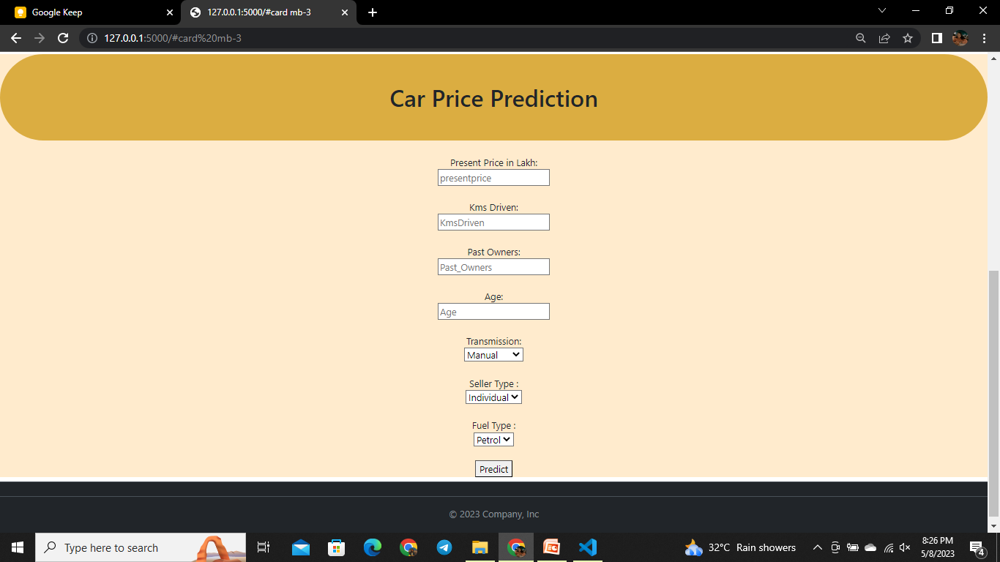 Google Keep
127.0.0.1:5000/#card mb-3
127.0.0.1:5000/#card%20mb-3
Car Price Prediction
Present Price in Lakh:
presentprice
Kms Driven:
KmsDriven
Past Owners:
Past_Owners
Age:
Age
Transmission:
Manual
Seller Type :
Individual
Fuel Type :
Petrol
Predict
© 2023 Company, Inc
Type here to search
32°C Rain showers
8:26 PM
5/8/2023
4